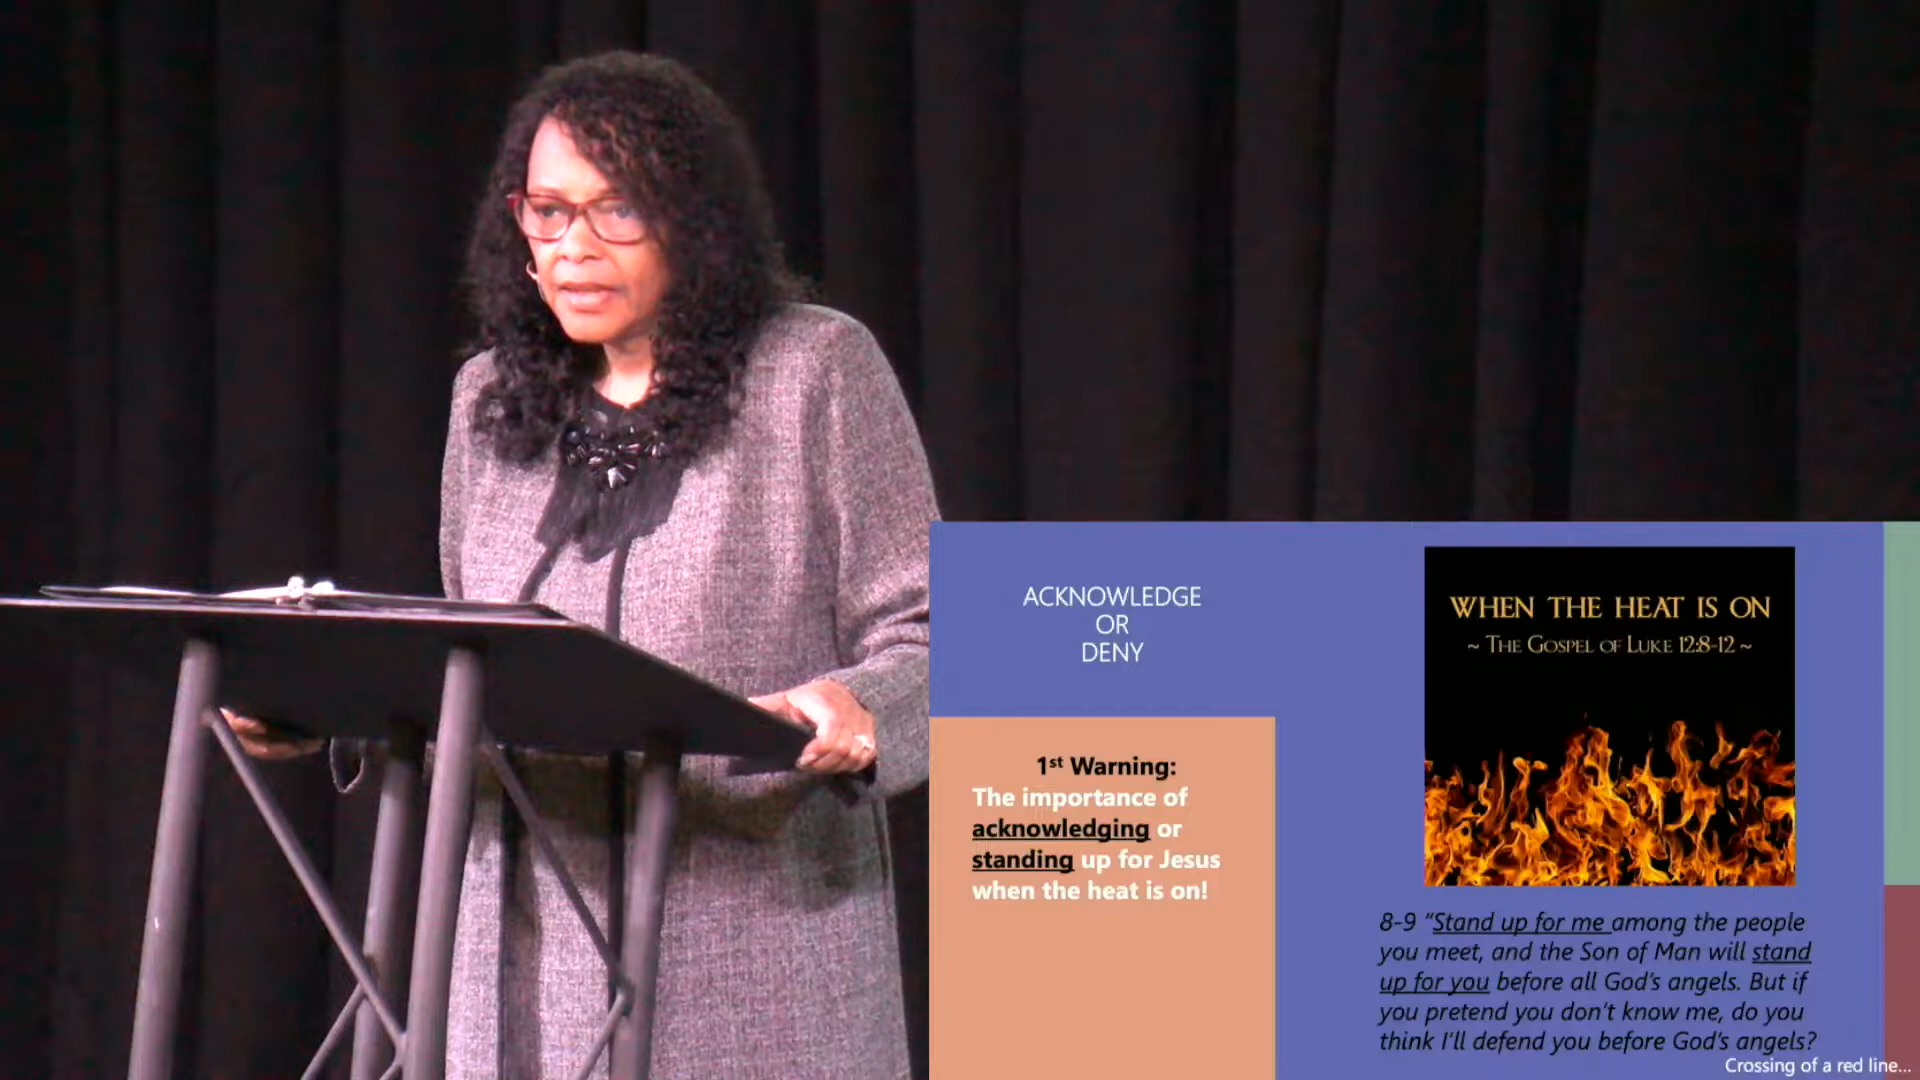 ACKNOWLEDGE
OR
DENY
1st Warning:
The importance of
acknowledging or
standing up for Jesus
when the heat is on!
WHEN THE HEAT IS ON
~ THE GOSPEL OF LUKE 12:8-12 ~
8-9 “Stand up for me among the people
you meet, and the Son of Man will stand
up for you before all God’s angels. But if
you pretend you don’t know me, do you
think I’ll defend you before God’s angels?
Crossing of a red line...